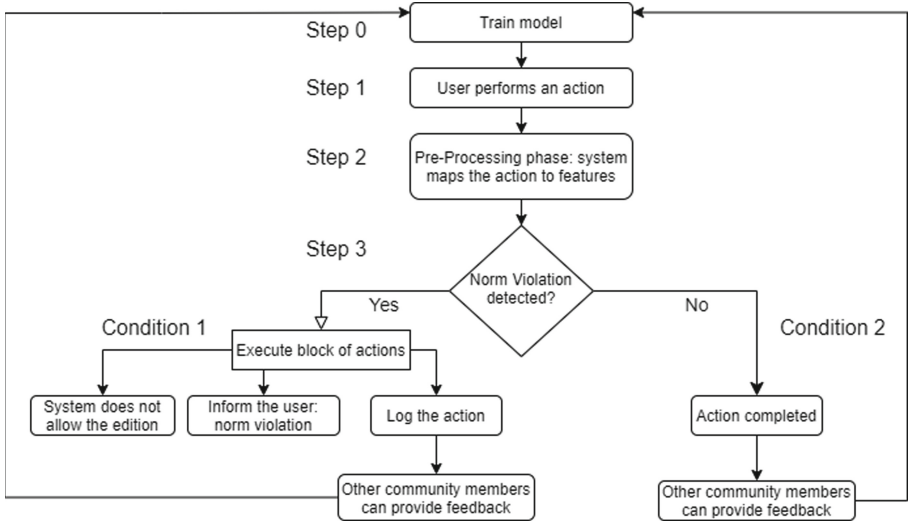 Step 0
Train model
Step 1
User performs an action
Step 2
Pre-Processing phase: system
maps the action to features
Step 3
Norm Violation
detected?
Yes
No
Condition 1
Condition 2
Execute block of actions
System does not
allow the edition
Inform the user:
norm violation
Log the action
Action completed
Other community members
can provide feedback
Other community members
can provide feedback